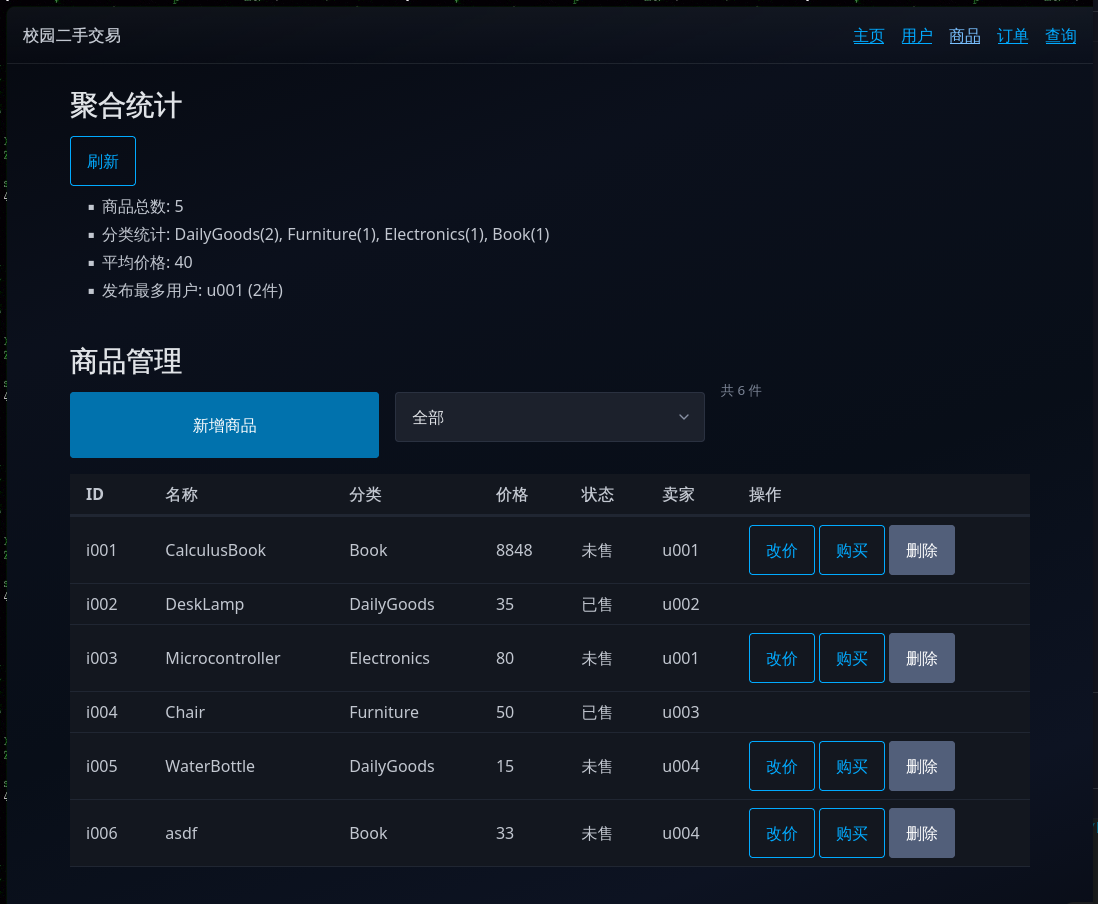 校园二手交易 主页 用户 商品 订单 查询
聚合统计
刷新
▪ 商品总数: 5
▪ 分类统计: DailyGoods(2), Furniture(1), Electronics(1), Book(1)
▪ 平均价格: 40
▪ 发布最多用户: u001 (2件)
商品管理
新增商品 全部 共 6 件
ID 名称 分类 价格 状态 卖家 操作
i001 CalculusBook Book 8848 未售 u001 改价 购买 删除
i002 DeskLamp DailyGoods 35 已售 u002
i003 Microcontroller Electronics 80 未售 u001 改价 购买 删除
i004 Chair Furniture 50 已售 u003
i005 WaterBottle DailyGoods 15 未售 u004 改价 购买 删除
i006 asdf Book 33 未售 u004 改价 购买 删除